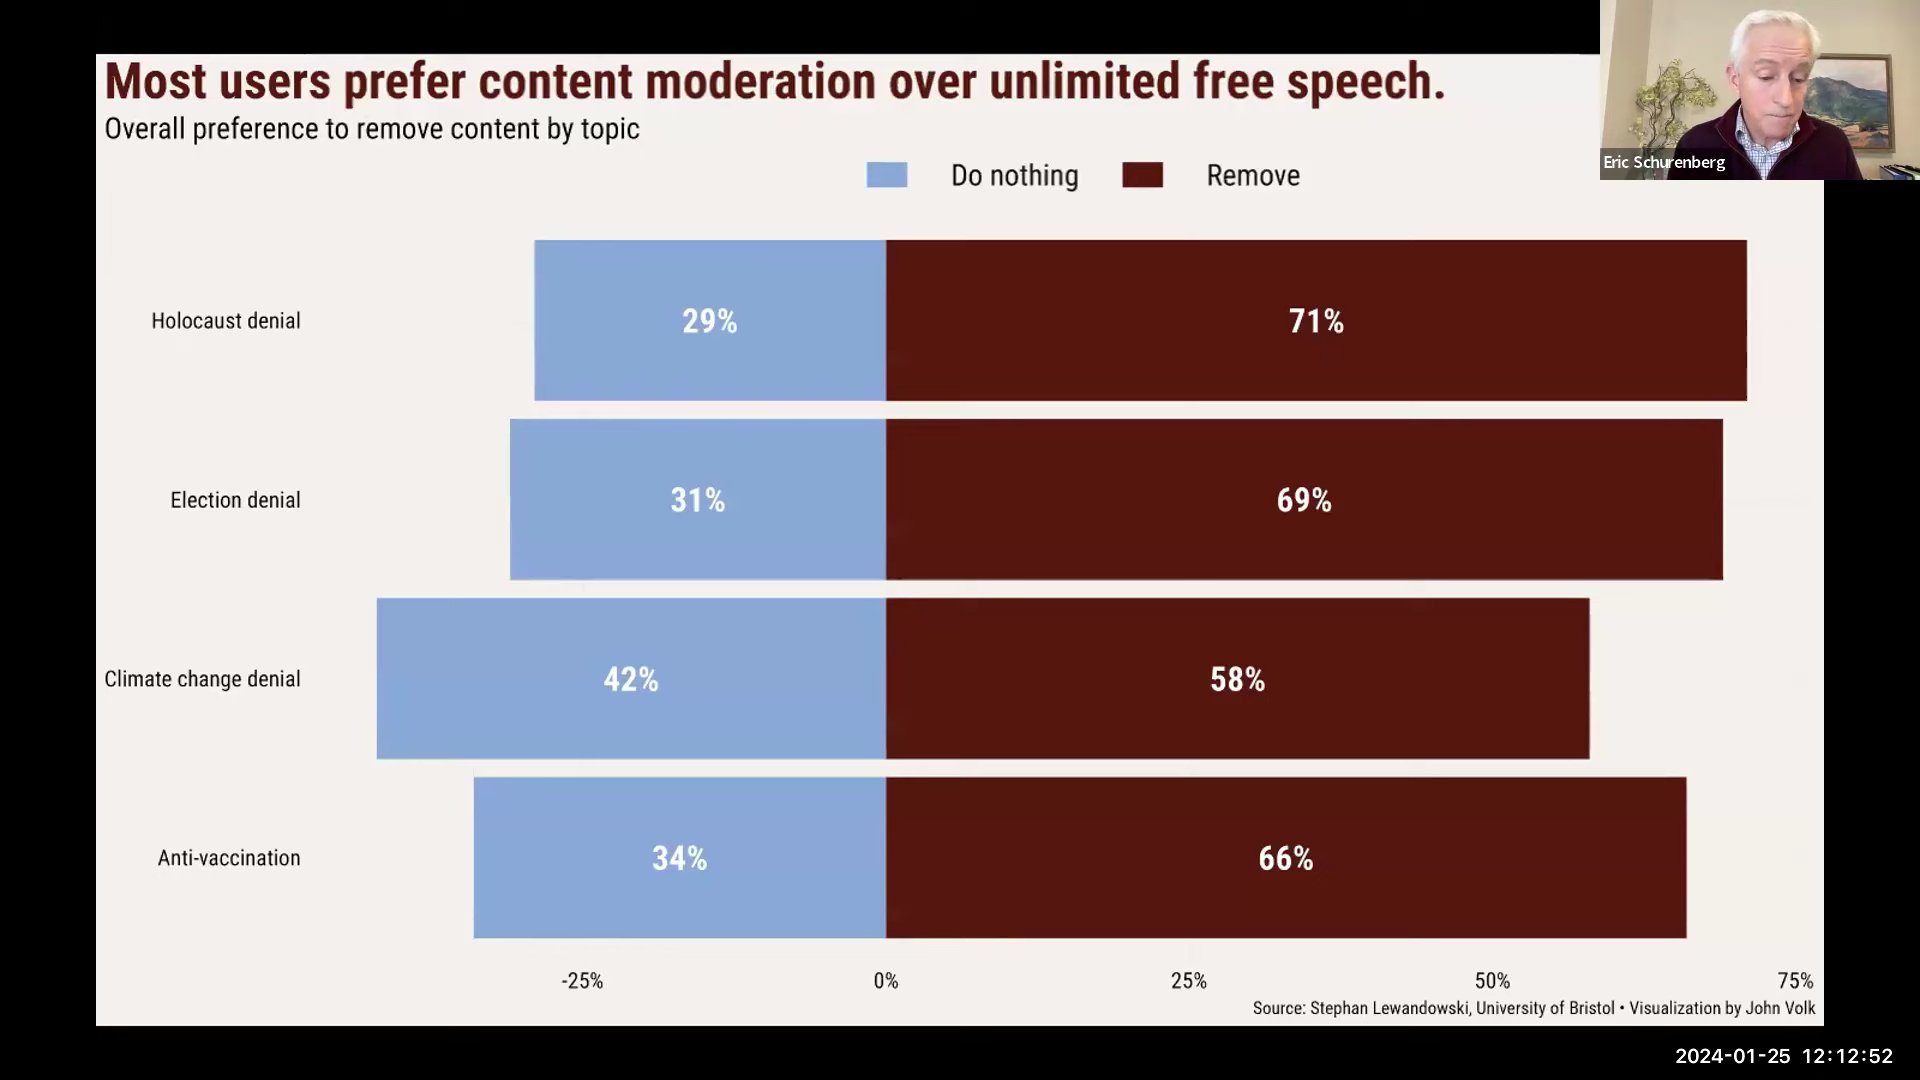 Most users prefer content moderation over unlimited free speech.
Overall preference to remove content by topic
Eric Schurenberg
Do nothing Remove
Holocaust denial 29% 71%
Election denial 31% 69%
Climate change denial 42% 58%
Anti-vaccination 34% 66%
-25% 0% 25% 50% 75%
Source: Stephan Lewandowski, University of Bristol • Visualization by John Volk
2024-01-25 12:12:52